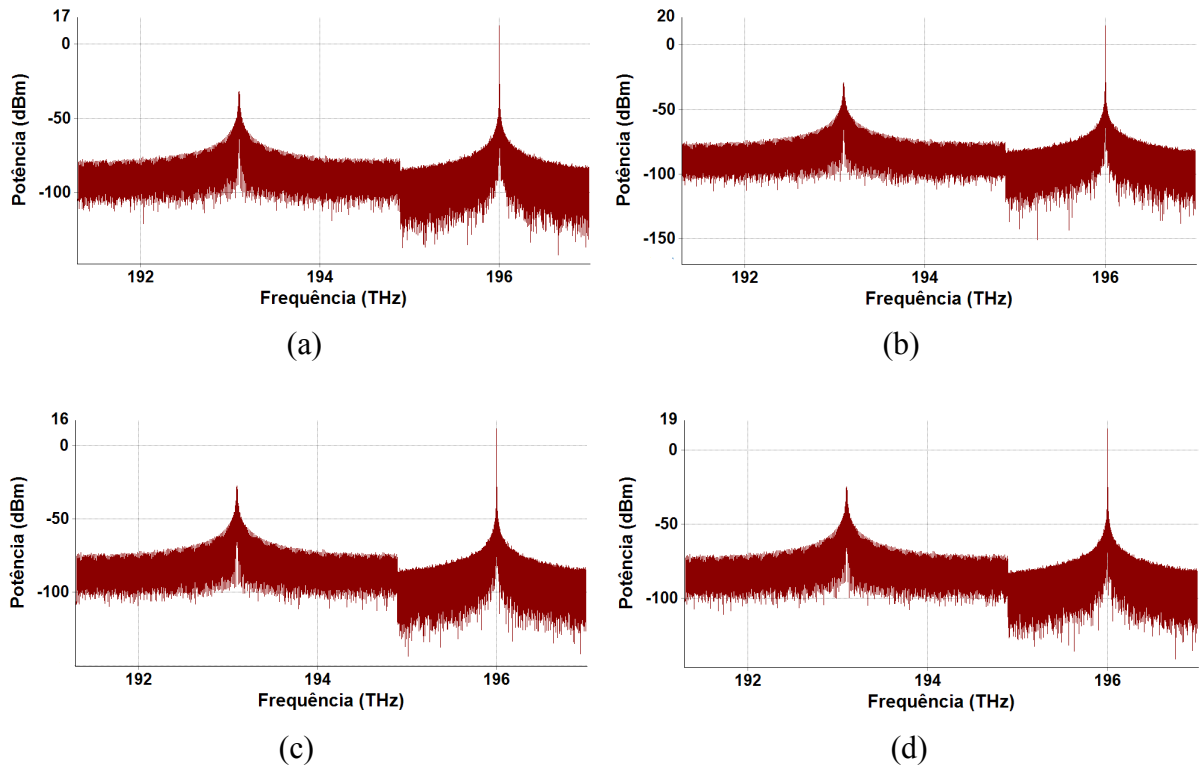 17
0
-50
-100
Potência (dBm)
192
194
196
Frequência (THz)
(a)
20
0
-50
-100
-150
Potência (dBm)
192
194
196
Frequência (THz)
(b)
16
0
-50
-100
Potência (dBm)
192
194
196
Frequência (THz)
(c)
19
0
-50
-100
Potência (dBm)
192
194
196
Frequência (THz)
(d)